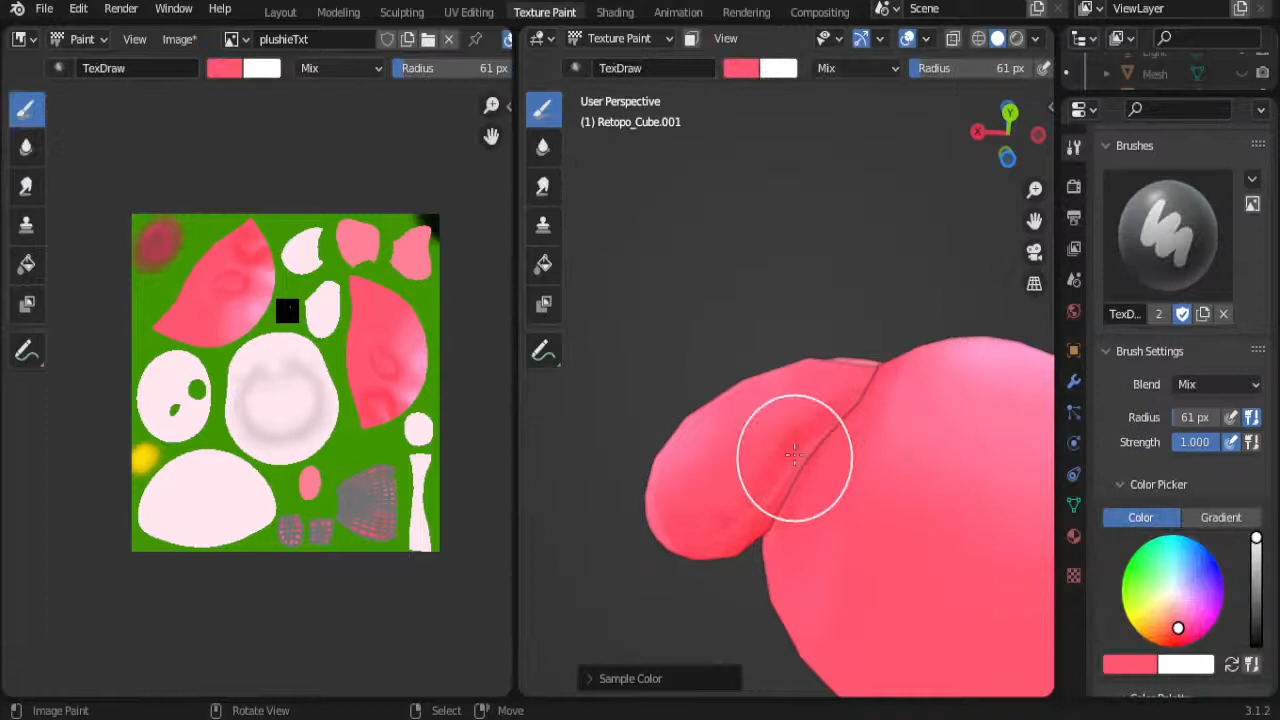 File Edit Render Window Help Layout Modeling Sculpting UV Editing Texture Paint Shading Animation Rendering Compositing Scene ViewLayer
Paint View Image* plushieTxt
Texture Paint View
TexDraw Mix Radius 61 px
TexDraw Mix Radius 61 px
Mesh
User Perspective
(1) Retopo_Cube.001
Y
X
Brushes
TexD... 2
Brush Settings
Blend Mix
Radius 61 px
Strength 1.000
Color Picker
Color Gradient
Sample Color
Image Paint Rotate View Select Move 3.1.2